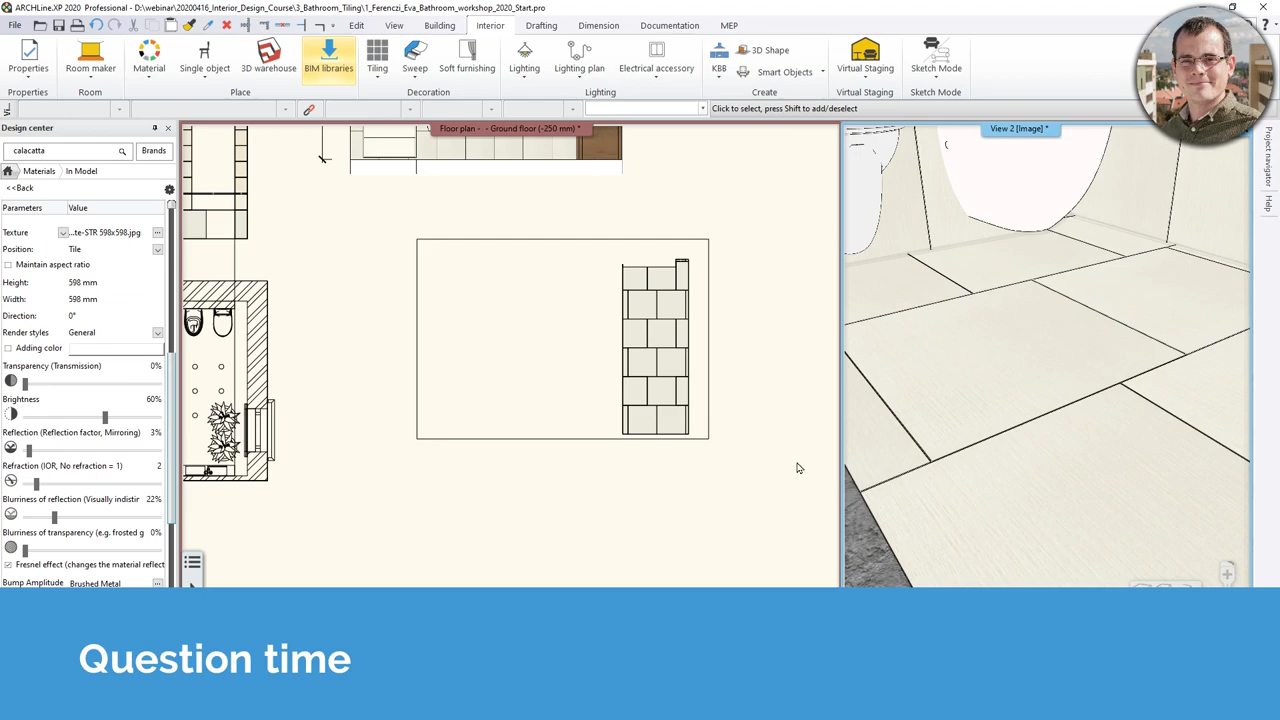 ARCHLine.XP 2020 Professional - D:\webinar\20200416_Interior_Design_Course\3_Bathroom_Tiling\1_Ferenczi_Eva_Bathroom_workshop_2020_Start.pro
File
Edit View Building Interior Drafting Dimension Documentation MEP
Properties Room maker Material Single object 3D warehouse BIM libraries Tiling Sweep Soft furnishing Lighting Lighting plan Electrical accessory KBB 3D Shape Smart Objects Virtual Staging Sketch Mode
Properties Room Place Decoration Lighting Create Virtual Staging Sketch Mode
Click to select, press Shift to add/deselect
Design center
Floor plan - - Ground floor (-250 mm) *
View 2 [Image] *
calacatta
Brands
Materials In Model
<<Back
Parameters Value
Texture ...te-STR 598x598.jpg
Position: Tile
Maintain aspect ratio
Height: 598 mm
Width: 598 mm
Direction: 0°
Render styles General
Adding color
Transparency (Transmission) 0%
Brightness 60%
Reflection (Reflection factor, Mirroring) 3%
Refraction (IOR, No refraction = 1) 2
Blurriness of reflection (Visually indistir 22%
Blurriness of transparency (e.g. frosted g 0%
Fresnel effect (changes the material reflect
Bump Amplitude Brushed Metal
Project navigator
Help
Question time